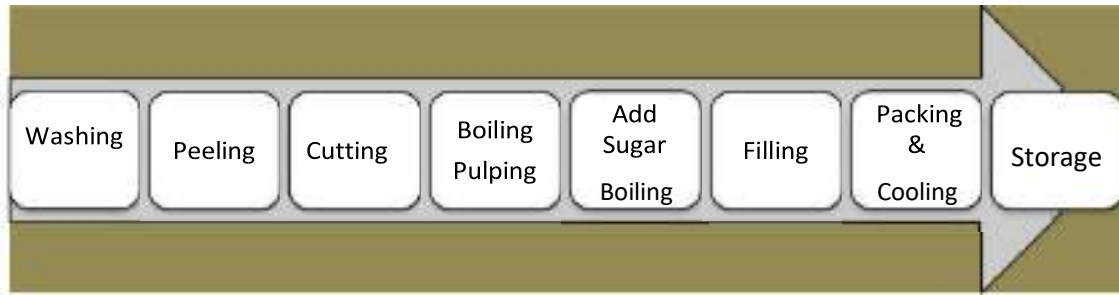 Washing
Peeling
Cutting
Boiling
Pulping
Add
Sugar
Boiling
Filling
Packing
&
Cooling
Storage